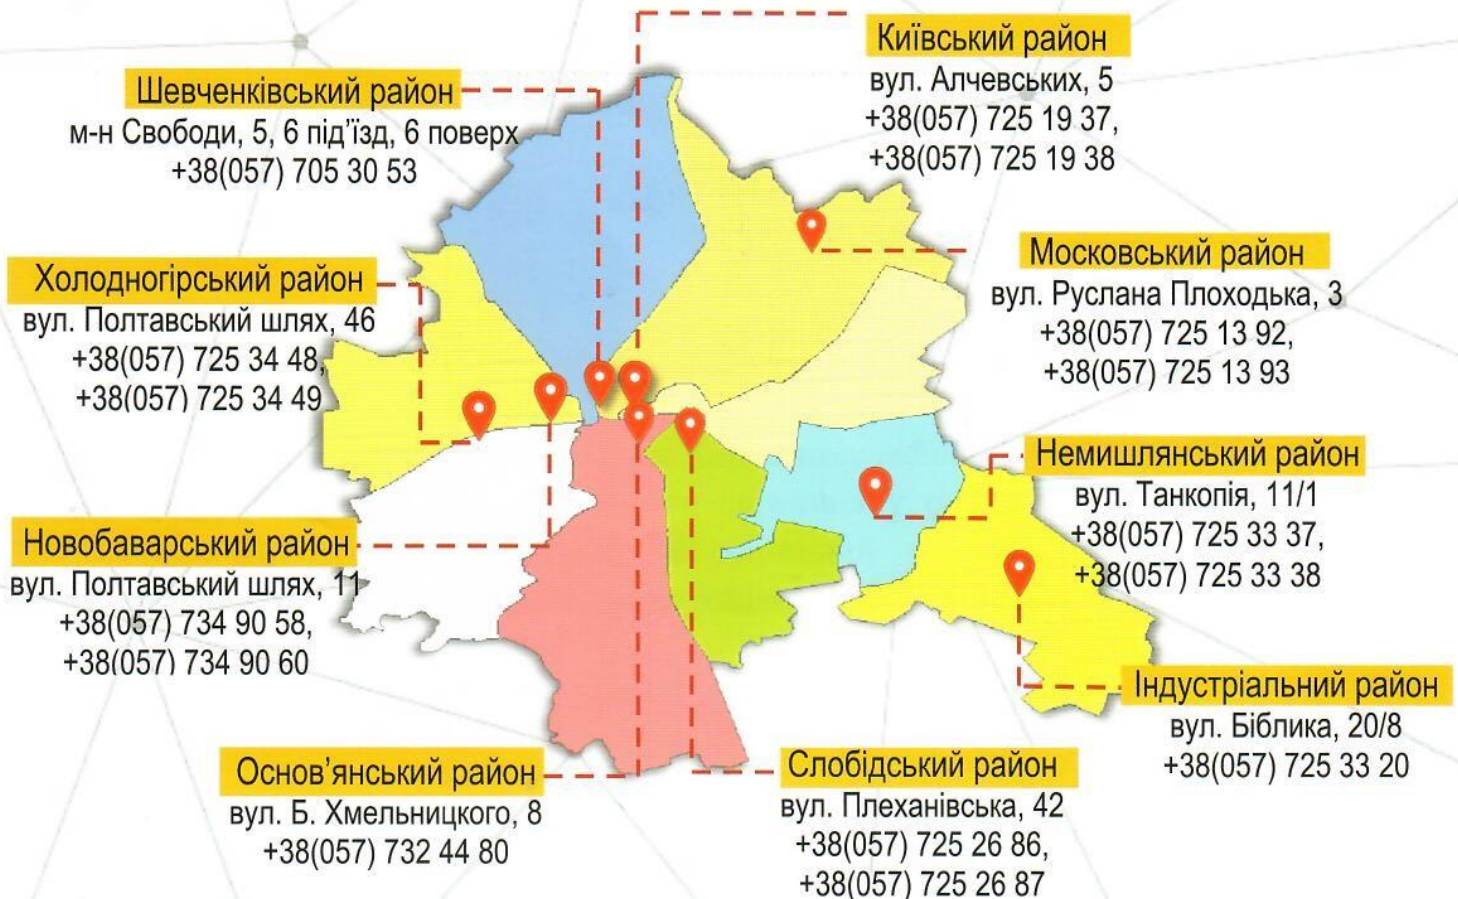 Київський район
вул. Алчевських, 5
+38(057) 725 19 37,
+38(057) 725 19 38
Шевченківський район
м-н Свободи, 5, 6 під'їзд, 6 поверх
+38(057) 705 30 53
Московський район
вул. Руслана Плоходька, 3
+38(057) 725 13 92,
+38(057) 725 13 93
Холодногірський район
вул. Полтавський шлях, 46
+38(057) 725 34 48,
+38(057) 725 34 49
Немишлянський район
вул. Танкопія, 11/1
+38(057) 725 33 37,
+38(057) 725 33 38
Новобаварський район
вул. Полтавський шлях, 11
+38(057) 734 90 58,
+38(057) 734 90 60
Індустріальний район
вул. Біблика, 20/8
+38(057) 725 33 20
Основ’янський район
вул. Б. Хмельницкого, 8
+38(057) 732 44 80
Слобідський район
вул. Плеханівська, 42
+38(057) 725 26 86,
+38(057) 725 26 87